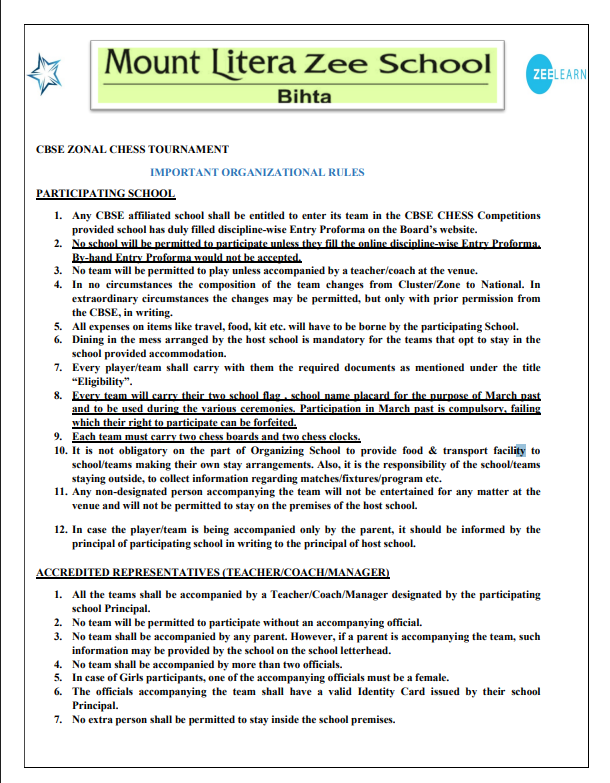 Mount Litera Zee School
Bihta
ZEELEARN
CBSE ZONAL CHESS TOURNAMENT
IMPORTANT ORGANIZATIONAL RULES
PARTICIPATING SCHOOL
1. Any CBSE affiliated school shall be entitled to enter its team in the CBSE CHESS Competitions
provided school has duly filled discipline-wise Entry Proforma on the Board's website.
2. No school will be permitted to participate unless they fill the online discipline-wise Entry Proforma.
By-hand Entry Proforma would not be accepted.
3. No team will be permitted to play unless accompanied by a teacher/coach at the venue.
4. In no circumstances the composition of the team changes from Cluster/Zone to National. In
extraordinary circumstances the changes may be permitted, but only with prior permission from
the CBSE, in writing.
5. All expenses on items like travel, food, kit etc. will have to be borne by the participating School.
6. Dining in the mess arranged by the host school is mandatory for the teams that opt to stay in the
school provided accommodation.
7. Every player/team shall carry with them the required documents as mentioned under the title
“Eligibility”.
8. Every team will carry their two school flag , school name placard for the purpose of March past
and to be used during the various ceremonies. Participation in March past is compulsory, failing
which their right to participate can be forfeited.
9. Each team must carry two chess boards and two chess clocks.
10. It is not obligatory on the part of Organizing School to provide food & transport facility to
school/teams making their own stay arrangements. Also, it is the responsibility of the school/teams
staying outside, to collect information regarding matches/fixtures/program etc.
11. Any non-designated person accompanying the team will not be entertained for any matter at the
venue and will not be permitted to stay on the premises of the host school.
12. In case the player/team is being accompanied only by the parent, it should be informed by the
principal of participating school in writing to the principal of host school.
ACCREDITED REPRESENTATIVES (TEACHER/COACH/MANAGER)
1. All the teams shall be accompanied by a Teacher/Coach/Manager designated by the participating
school Principal.
2. No team will be permitted to participate without an accompanying official.
3. No team shall be accompanied by any parent. However, if a parent is accompanying the team, such
information may be provided by the school on the school letterhead.
4. No team shall be accompanied by more than two officials.
5. In case of Girls participants, one of the accompanying officials must be a female.
6. The officials accompanying the team shall have a valid Identity Card issued by their school
Principal.
7. No extra person shall be permitted to stay inside the school premises.